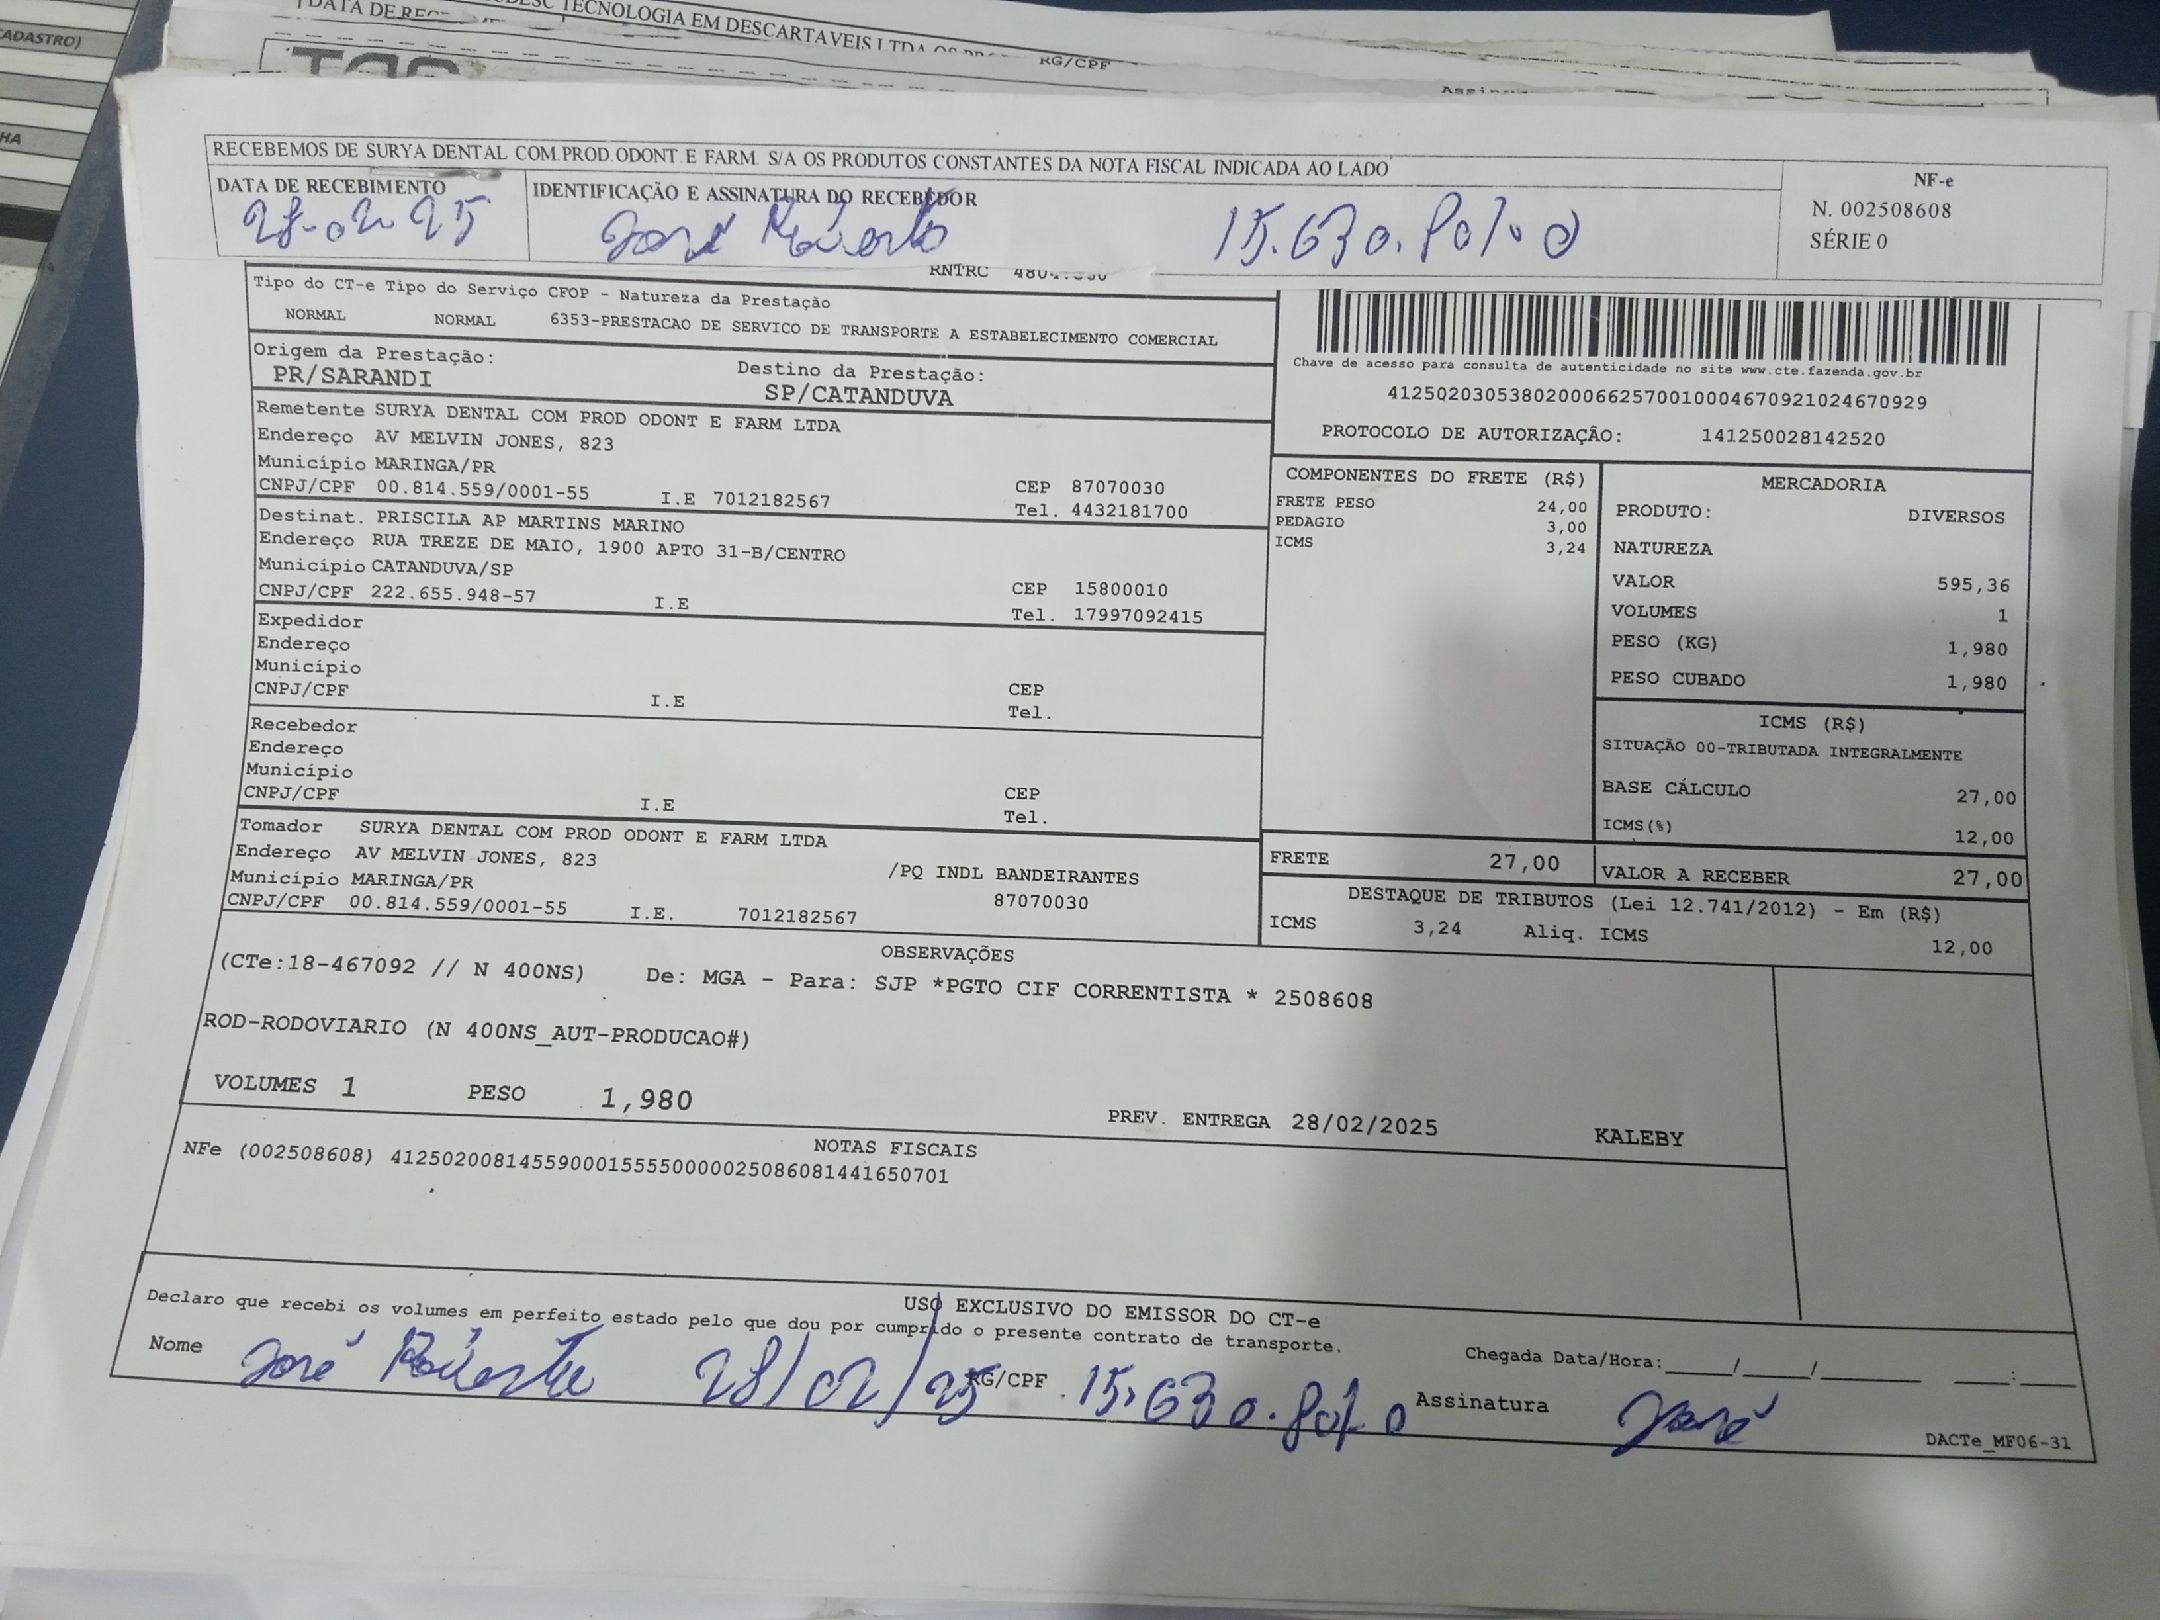 ADASTRO)
HA
DATA DE
TECNOLOGIA EM DESCARTAVEIS LTDA
RG/CPF
RECEBEMOS DE SURYA DENTAL COM.PROD.ODONT.E FARM. S/A OS PRODUTOS CONSTANTES DA NOTA FISCAL INDICADA AO LADO
DATA DE RECEBIMENTO
IDENTIFICAÇÃO E ASSINATURA DO RECEBEDOR
28-02-25 José Roberto
NF-e
N. 002508608
SÉRIE 0
RNTRC
Tipo do CT-e Tipo do Serviço CFOP - Natureza da Prestação
NORMAL NORMAL 6353-PRESTACAO DE SERVICO DE TRANSPORTE A ESTABELECIMENTO COMERCIAL
Origem da Prestação: Destino da Prestação:
PR/SARANDI SP/CATANDUVA
Remetente SURYA DENTAL COM PROD ODONT E FARM LTDA
Endereço AV MELVIN JONES, 823
Município MARINGA/PR CEP 87070030
CNPJ/CPF 00.814.559/0001-55 I.E 7012182567 Tel. 4432181700
Destinat. PRISCILA AP MARTINS MARINO
Endereço RUA TREZE DE MAIO, 1900 APTO 31-B/CENTRO
Município CATANDUVA/SP CEP 15800010
CNPJ/CPF 222.655.948-57 I.E Tel. 17997092415
Expedidor
Endereço
Município CEP
CNPJ/CPF I.E Tel.
Recebedor
Endereço
Município CEP
CNPJ/CPF I.E Tel.
Tomador SURYA DENTAL COM PROD ODONT E FARM LTDA
Endereço AV MELVIN JONES, 823 /PQ INDL BANDEIRANTES
Município MARINGA/PR 87070030
CNPJ/CPF 00.814.559/0001-55 I.E. 7012182567
Chave de acesso para consulta de autenticidade no site www.cte.fazenda.gov.br
41250203053802000662570010004670921024670929
PROTOCOLO DE AUTORIZAÇÃO: 141250028142520
COMPONENTES DO FRETE (R$)
FRETE PESO 24,00
PEDAGIO 3,00
ICMS 3,24
MERCADORIA
PRODUTO: DIVERSOS
NATUREZA
VALOR 595,36
VOLUMES 1
PESO (KG) 1,980
PESO CUBADO 1,980
ICMS (R$)
SITUAÇÃO 00-TRIBUTADA INTEGRALMENTE
BASE CÁLCULO 27,00
ICMS(%) 12,00
FRETE 27,00 VALOR A RECEBER 27,00
DESTAQUE DE TRIBUTOS (Lei 12.741/2012) - Em (R$)
ICMS 3,24 Aliq. ICMS 12,00
OBSERVAÇÕES
(CTe:18-467092 // N 400NS) De: MGA - Para: SJP *PGTO CIF CORRENTISTA * 2508608
ROD-RODOVIARIO (N 400NS_AUT-PRODUCAO#)
VOLUMES 1 PESO 1,980 PREV. ENTREGA 28/02/2025 KALEBY
NOTAS FISCAIS
NFe (002508608) 41250200814559000155550000025086081441650701
USO EXCLUSIVO DO EMISSOR DO CT-e
Declaro que recebi os volumes em perfeito estado pelo que dou por cumprido o presente contrato de transporte.
Chegada Data/Hora:____/____/______ ____:____
Nome José Roberto 28/02/25 RG/CPF Assinatura José
DACTe_MF06-31